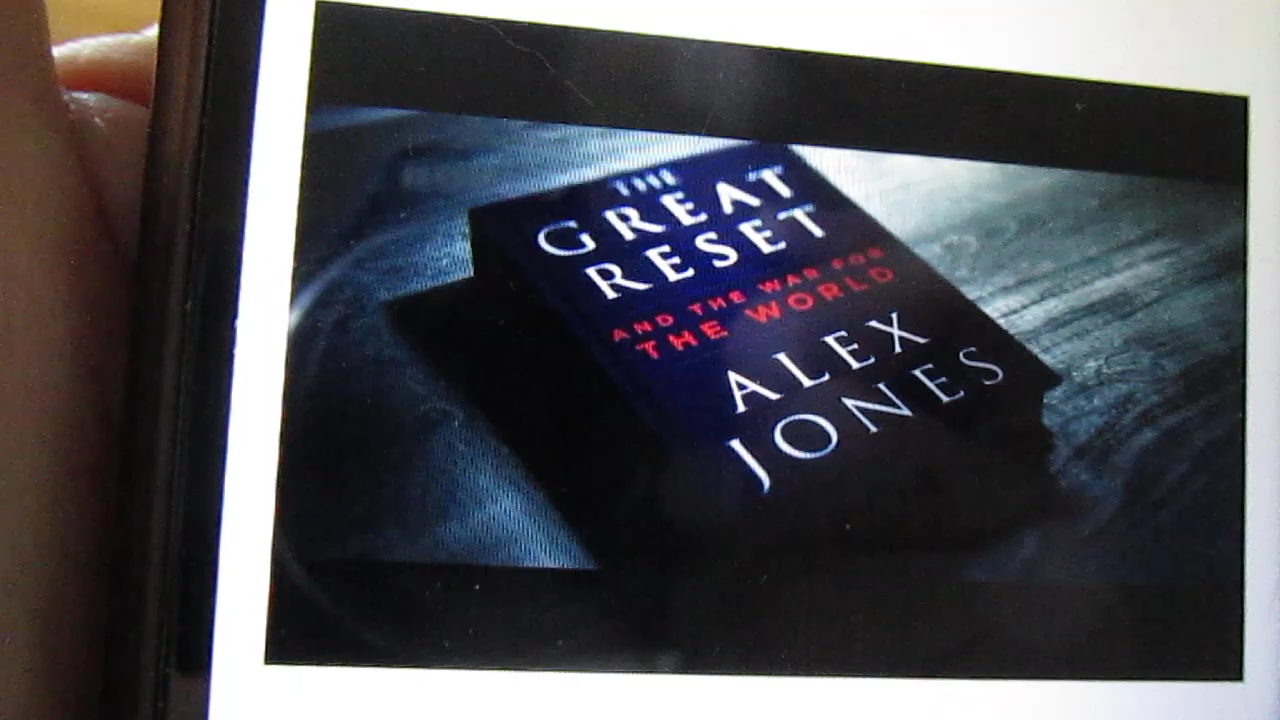 THE
GREAT
RESET
AND THE WAR FOR
THE WORLD
ALEX
JONES